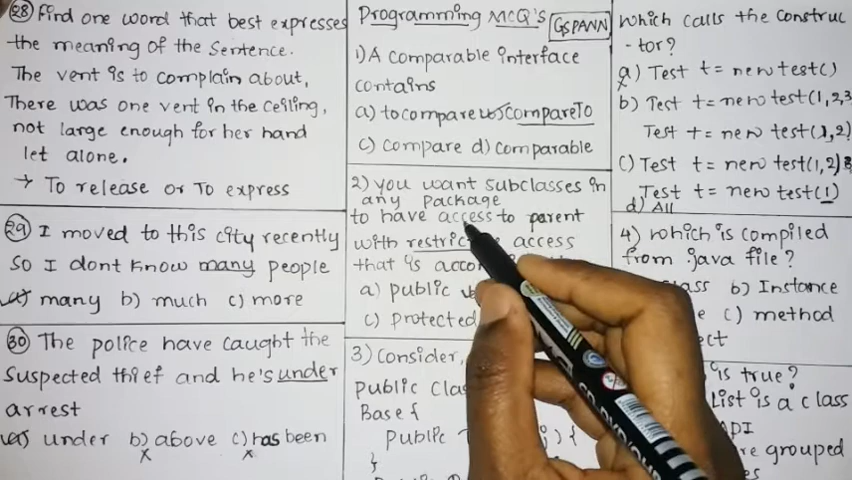 28 Find one word that best expresses
the meaning of the Sentence.
The vent is to complain about,
There was one vent in the ceiling,
not large enough for her hand
let alone.
→ To release or To express
29 I moved to this city recently
so I dont know many people
a) many b) much c) more
30 The police have caught the
suspected thief and he's under
arrest
a) under b) above c) has been
x x
Programming MCQ's GSPANN
1) A comparable interface
contains
a) tocompare b) compareTo
c) compare d) comparable
2) you want subclasses in
any package
to have access to parent
with access
that is
a) public
c) Protected
3) Consider,
public
Base {
public ) {
}
which calls the construc
-tor?
a) Test t = new test()
b) Test t = new test(1,2,3
Test t = new test(1,2)
c) Test t = new test(1,2)
Test t = new test(1)
d) All
4) which is compiled
from java file?
b) Instance
c) method
is true?
List is a class
API
grouped